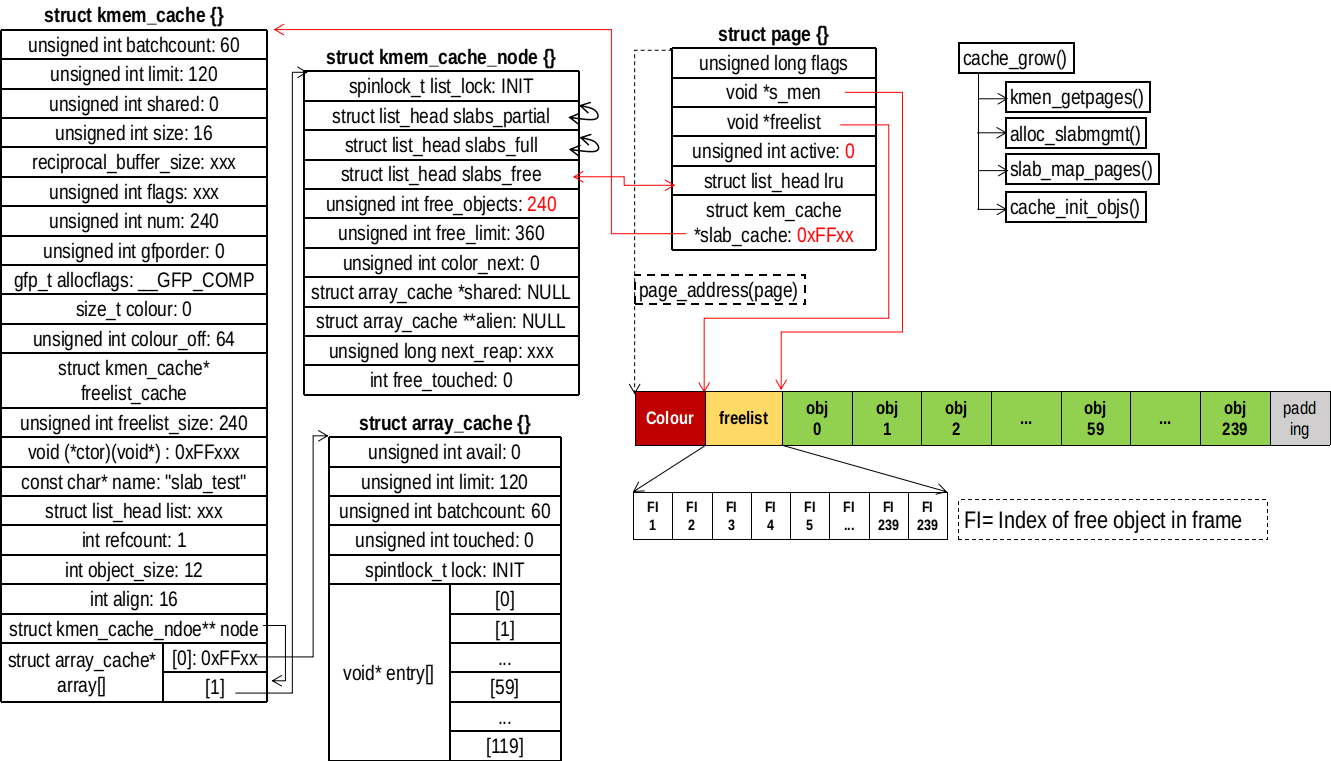 struct kmem_cache {}
unsigned int batchcount: 60
unsigned int limit: 120
unsigned int shared: 0
unsigned int size: 16
reciprocal_buffer_size: xxx
unsigned int flags: xxx
unsigned int num: 240
unsigned int gfporder: 0
gfp_t allocflags: __GFP_COMP
size_t colour: 0
unsigned int colour_off: 64
struct kmen_cache*
freelist_cache
unsigned int freelist_size: 240
void (*ctor)(void*) : 0xFFxxx
const char* name: "slab_test"
struct list_head list: xxx
int refcount: 1
int object_size: 12
int align: 16
struct kmen_cache_ndoe** node
struct array_cache*
array[]
[0]: 0xFFxx
[1]
struct kmem_cache_node {}
spinlock_t list_lock: INIT
struct list_head slabs_partial
struct list_head slabs_full
struct list_head slabs_free
unsigned int free_objects: 240
unsigned int free_limit: 360
unsigned int color_next: 0
struct array_cache *shared: NULL
struct array_cache **alien: NULL
unsigned long next_reap: xxx
int free_touched: 0
struct array_cache {}
unsigned int avail: 0
unsigned int limit: 120
unsigned int batchcount: 60
unsigned int touched: 0
spintlock_t lock: INIT
void* entry[]
[0]
[1]
...
[59]
...
[119]
struct page {}
unsigned long flags
void *s_men
void *freelist
unsigned int active: 0
struct list_head lru
struct kem_cache
*slab_cache: 0xFFxx
page_address(page)
cache_grow()
kmen_getpages()
alloc_slabmgmt()
slab_map_pages()
cache_init_objs()
Colour
freelist
obj
0
obj
1
obj
2
...
obj
59
...
obj
239
padd
ing
FI
1
FI
2
FI
3
FI
4
FI
5
FI
...
FI
239
FI
239
FI= Index of free object in frame